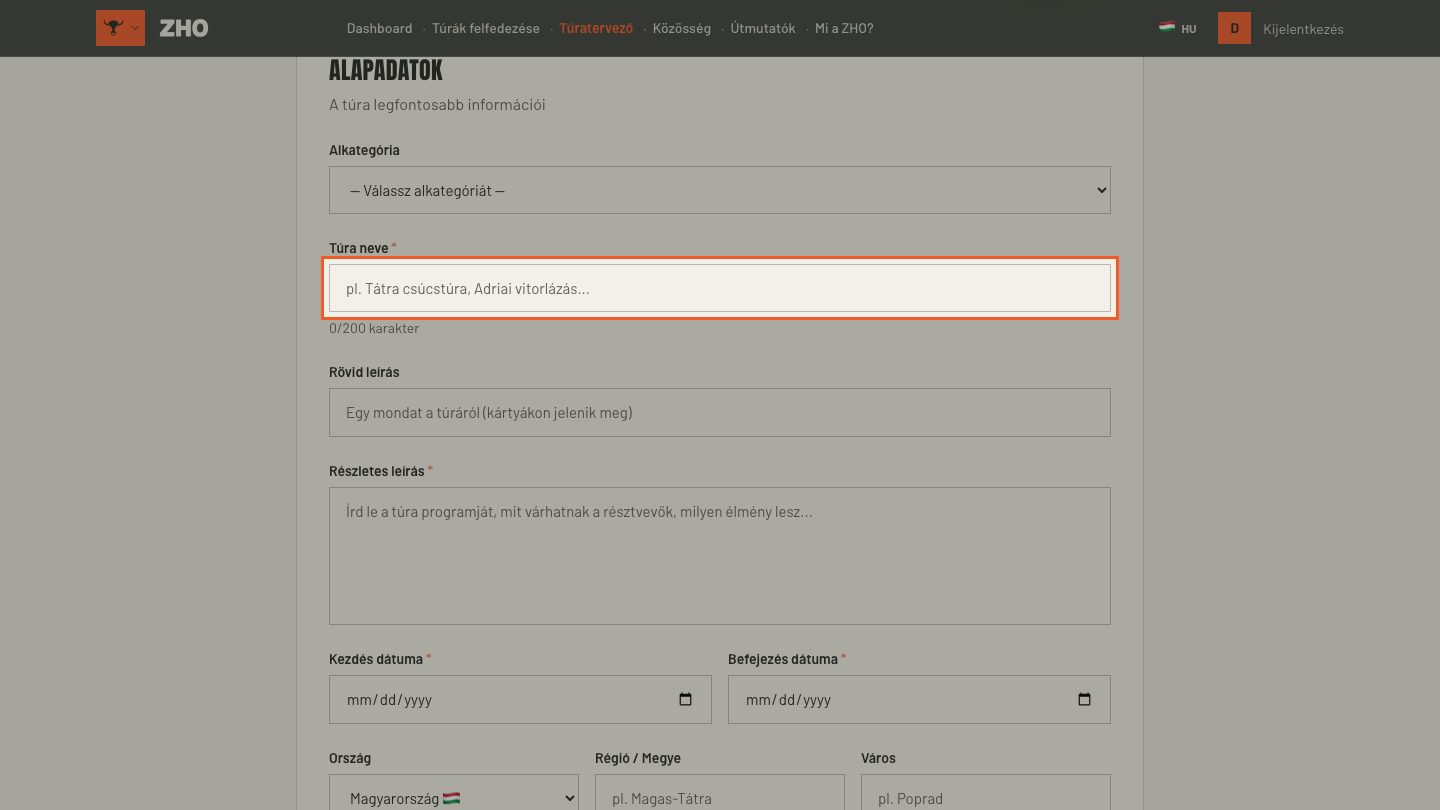 ZHO
Dashboard · Túrák felfedezése · Túratervező · Közösség · Útmutatók · Mi a ZHO?
HU
D
Kijelentkezés
ALAPADATOK
A túra legfontosabb információi
Alkategória
— Válassz alkategóriát —
Túra neve *
pl. Tátra csúcstúra, Adriai vitorlázás...
0/200 karakter
Rövid leírás
Egy mondat a túráról (kártyákon jelenik meg)
Részletes leírás *
Írd le a túra programját, mit várhatnak a résztvevők, milyen élmény lesz...
Kezdés dátuma * Befejezés dátuma *
mm/dd/yyyy mm/dd/yyyy
Ország Régió / Megye Város
Magyarország pl. Magas-Tátra pl. Poprad